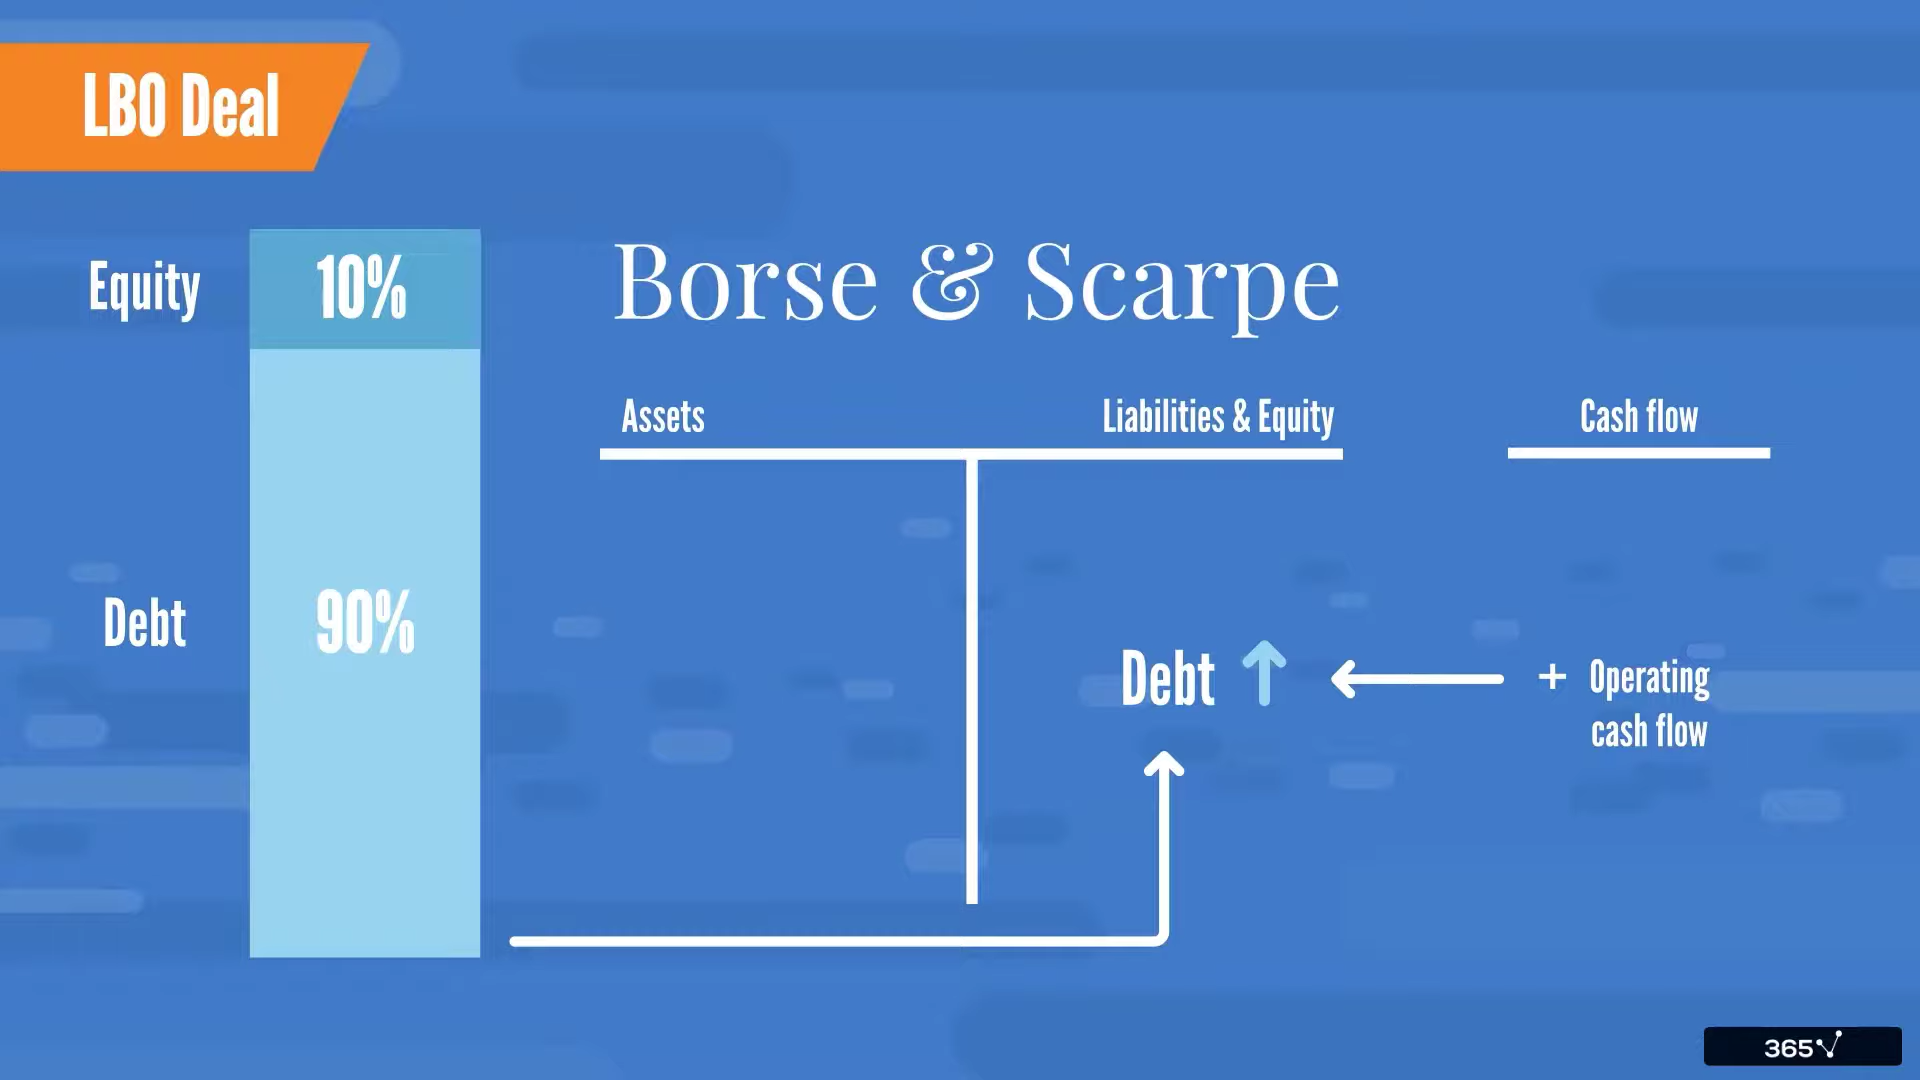 LBO Deal
Equity
10%
Borse & Scarpe
Assets
Liabilities & Equity
Cash flow
Debt
90%
Debt
+ Operating
cash flow
365